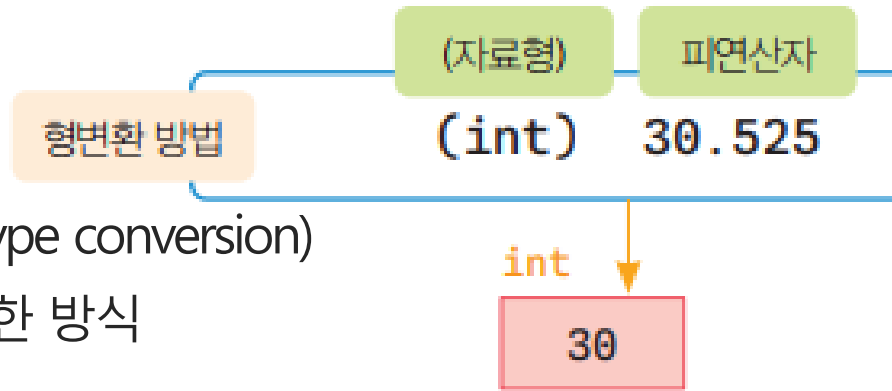 (자료형) 피연산자
형변환 방법 (int) 30.525
ype conversion)
int
한 방식
30